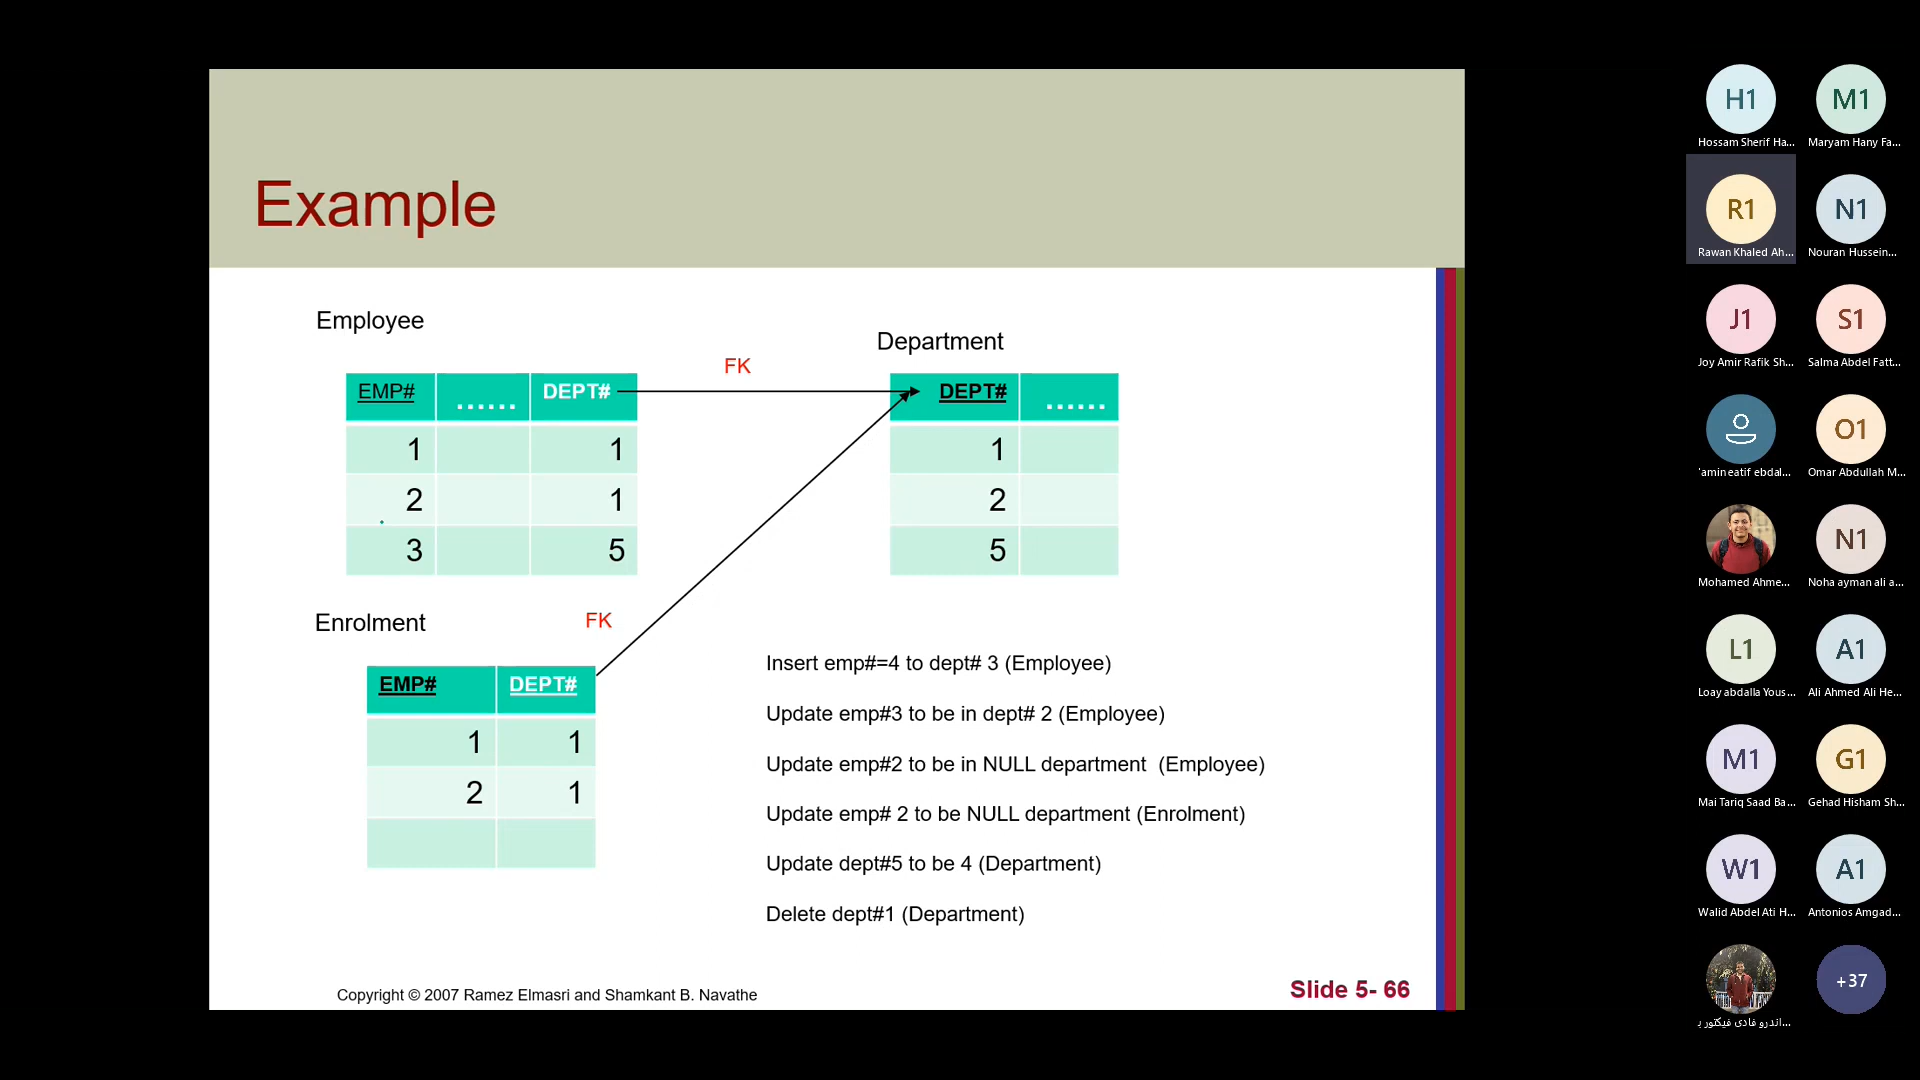 Example
Employee
FK
Department
EMP# ...... DEPT#
1 1
2 1
3 5
DEPT# ......
1
2
5
Enrolment
FK
EMP# DEPT#
1 1
2 1
Insert emp#=4 to dept# 3 (Employee)
Update emp#3 to be in dept# 2 (Employee)
Update emp#2 to be in NULL department (Employee)
Update emp# 2 to be NULL department (Enrolment)
Update dept#5 to be 4 (Department)
Delete dept#1 (Department)
Copyright © 2007 Ramez Elmasri and Shamkant B. Navathe
Slide 5- 66
H1 M1
Hossam Sherif Ha... Maryam Hany Fa...
R1 N1
Rawan Khaled Ah... Nouran Hussein...
J1 S1
Joy Amir Rafik Sh... Salma Abdel Fatt...
O1
'amin eatif ebdal... Omar Abdullah M...
N1
Mohamed Ahme... Noha ayman ali a...
L1 A1
Loay abdalla Yous... Ali Ahmed Ali He...
M1 G1
Mai Tariq Saad Ba... Gehad Hisham Sh...
W1 A1
Walid Abdel Ati H... Antonios Amgad...
+37
اندرو فادى فيكتور ب...